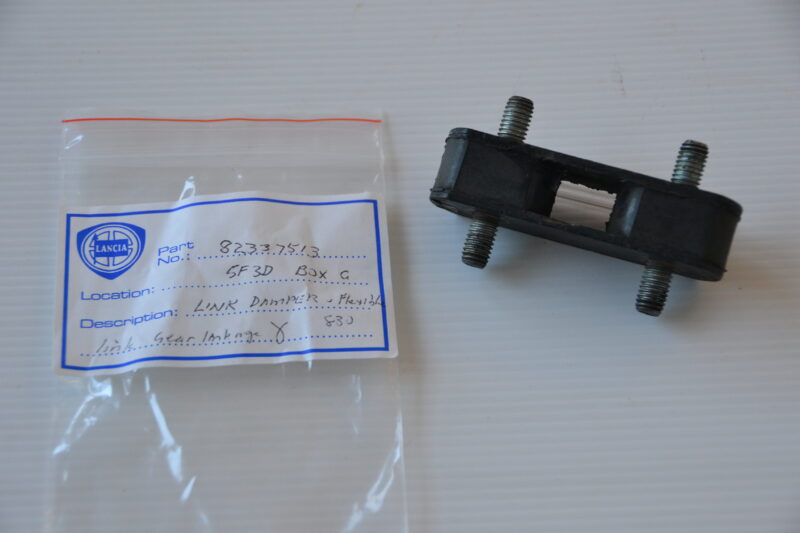 LANCIA
Part No.: 82337513
Location: 5F3D BOX G
Description: LINK DAMPER - Flexible
830
link gear linkage γ